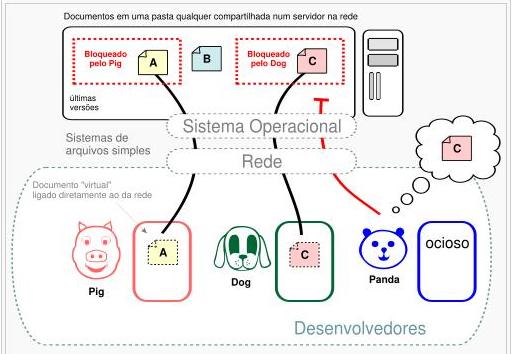 Documentos em uma pasta qualquer compartilhada num servidor na rede
Bloqueado
pelo Pig
A
B
Bloqueado
pelo Dog
C
últimas
versões
Sistema Operacional
Sistemas de
arquivos simples
Rede
C
Documento "virtual"
ligado diretamente ao da rede
A
C
ocioso
Pig
Dog
Panda
Desenvolvedores